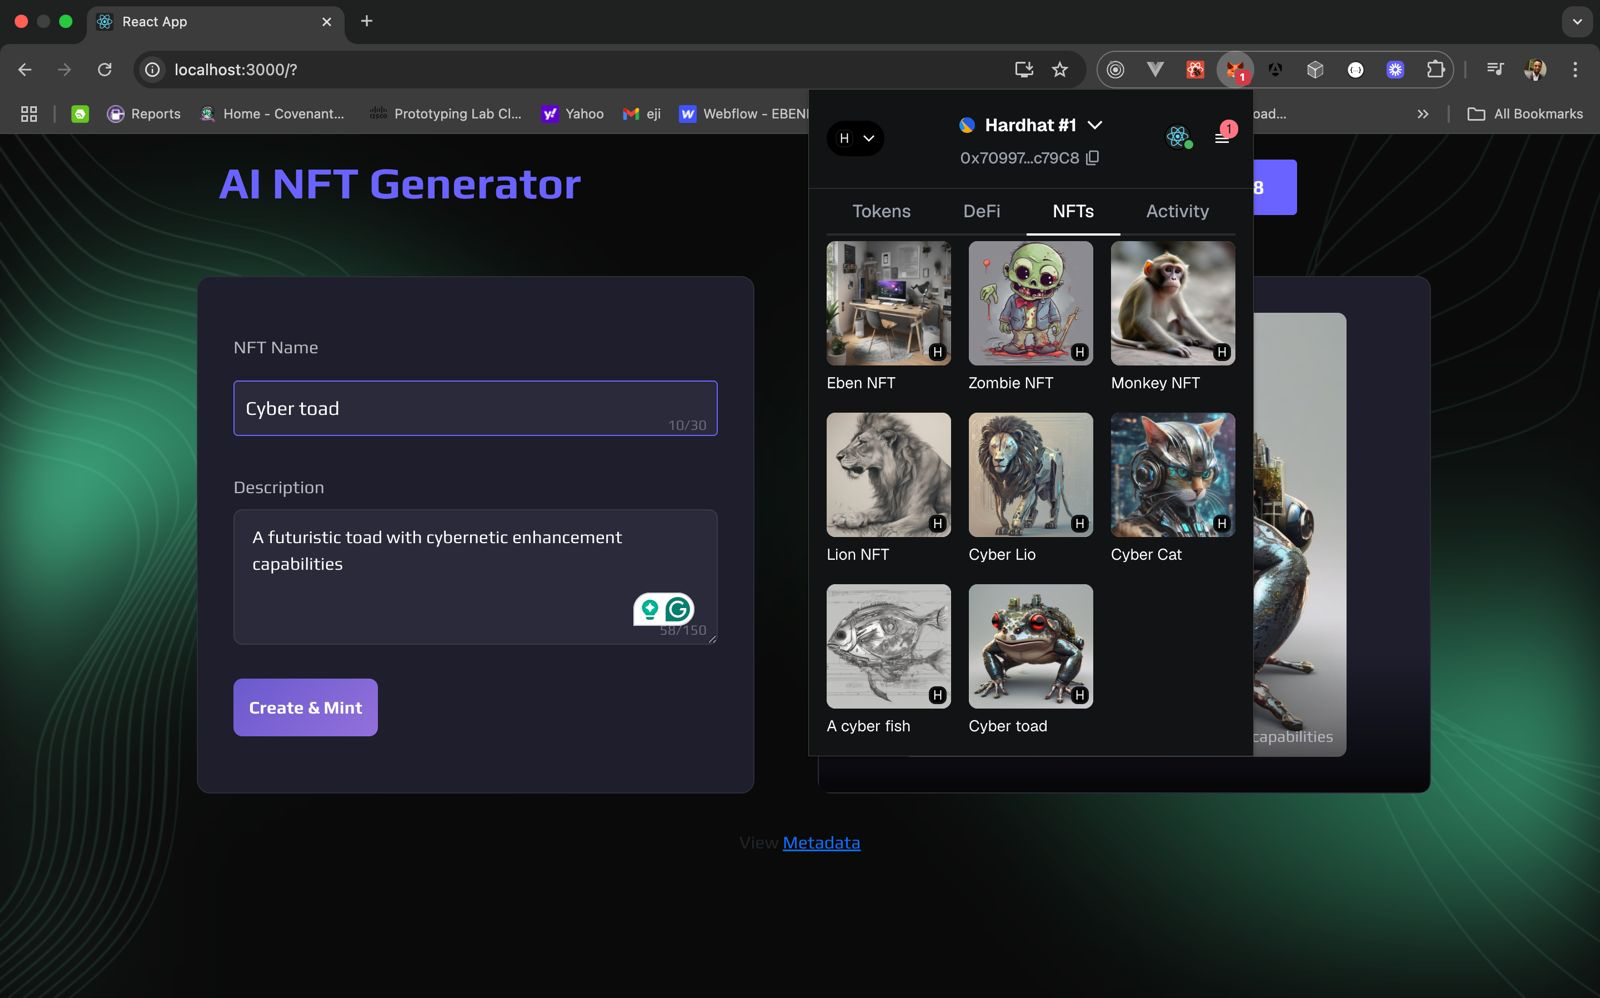 React App
localhost:3000/?
1
Reports
Home - Covenant...
Prototyping Lab Cl...
Yahoo
eji
Webflow - EBENI
oad...
All Bookmarks
AI NFT Generator
8
NFT Name
Cyber toad
10/30
Description
A futuristic toad with cybernetic enhancement
capabilities
58/150
Create & Mint
H
Hardhat #1
0x70997...c79C8
1
Tokens
DeFi
NFTs
Activity
H
H
H
Eben NFT
Zombie NFT
Monkey NFT
H
H
H
Lion NFT
Cyber Lio
Cyber Cat
H
H
A cyber fish
Cyber toad
capabilities
View Metadata